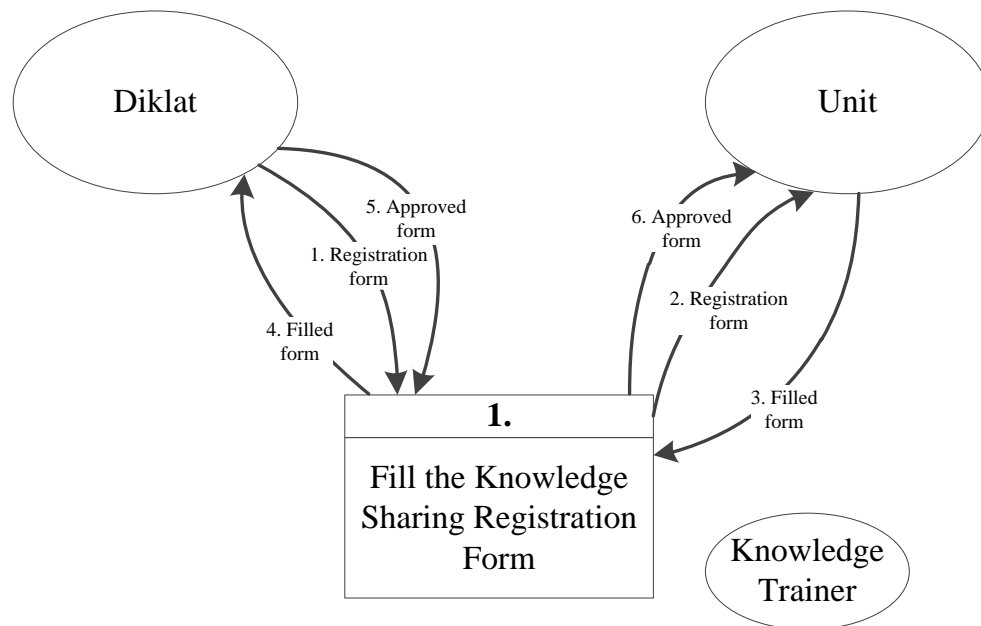 Diklat
Unit
5. Approved
form
1. Registration
form
4. Filled
form
6. Approved
form
2. Registration
form
3. Filled
form
1.
Fill the Knowledge
Sharing Registration
Form
Knowledge
Trainer